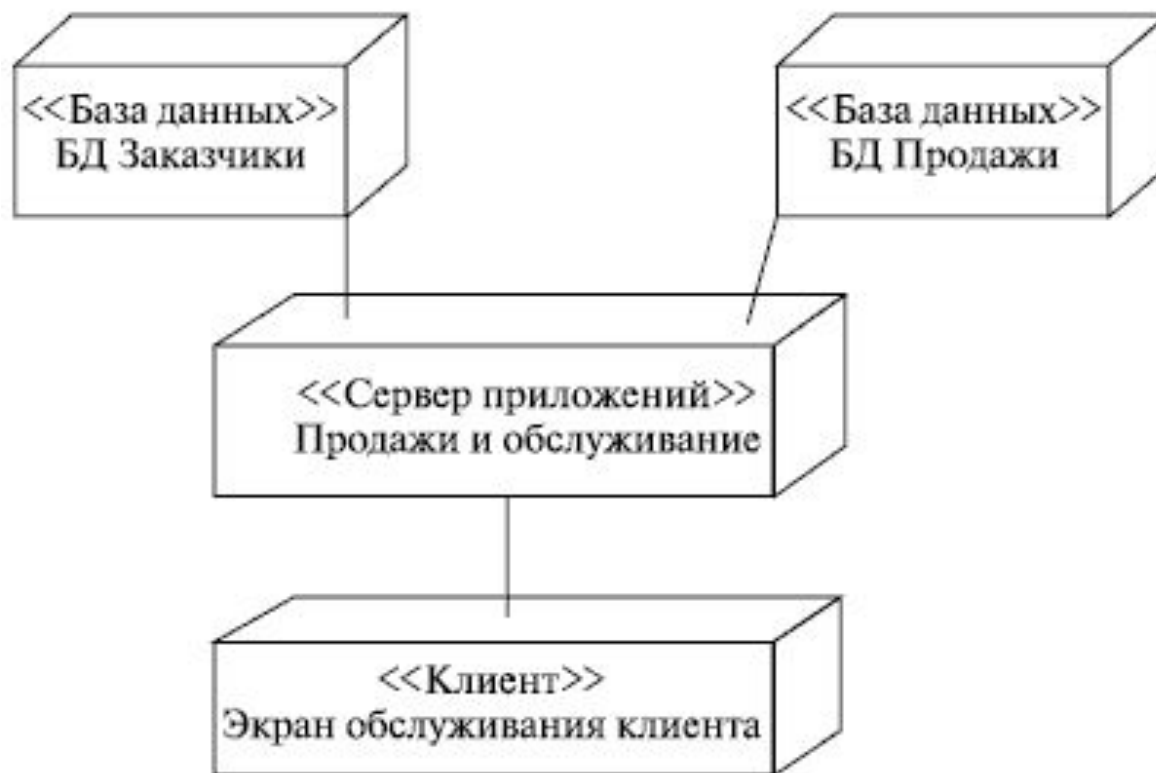 <<База данных>>
БД Заказчики
<<База данных>>
БД Продажи
<<Сервер приложений>>
Продажи и обслуживание
<<Клиент>>
Экран обслуживания клиента